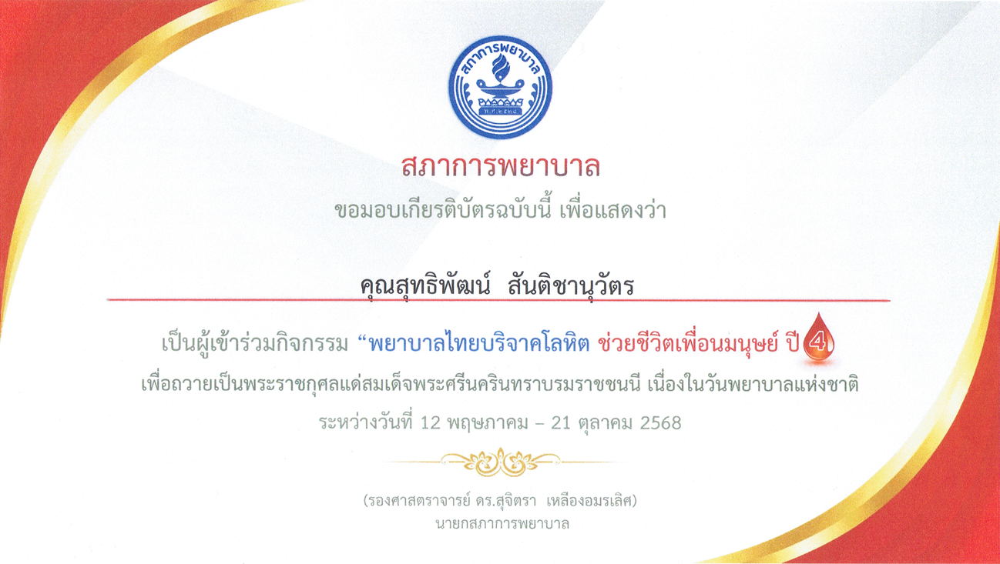 สภาการพยาบาล
พ.ศ.๒๕๒๘
สภาการพยาบาล
ขอมอบเกียรติบัตรฉบับนี้ เพื่อแสดงว่า
คุณสุทธิพัฒน์ สันติชานุวัตร
เป็นผู้เข้าร่วมกิจกรรม “พยาบาลไทยบริจาคโลหิต ช่วยชีวิตเพื่อนมนุษย์ ปี 4
เพื่อถวายเป็นพระราชกุศลแด่สมเด็จพระศรีนครินทราบรมราชชนนี เนื่องในวันพยาบาลแห่งชาติ
ระหว่างวันที่ 12 พฤษภาคม – 21 ตุลาคม 2568
(รองศาสตราจารย์ ดร.สุจิตรา เหลืองอมรเลิศ)
นายกสภาการพยาบาล